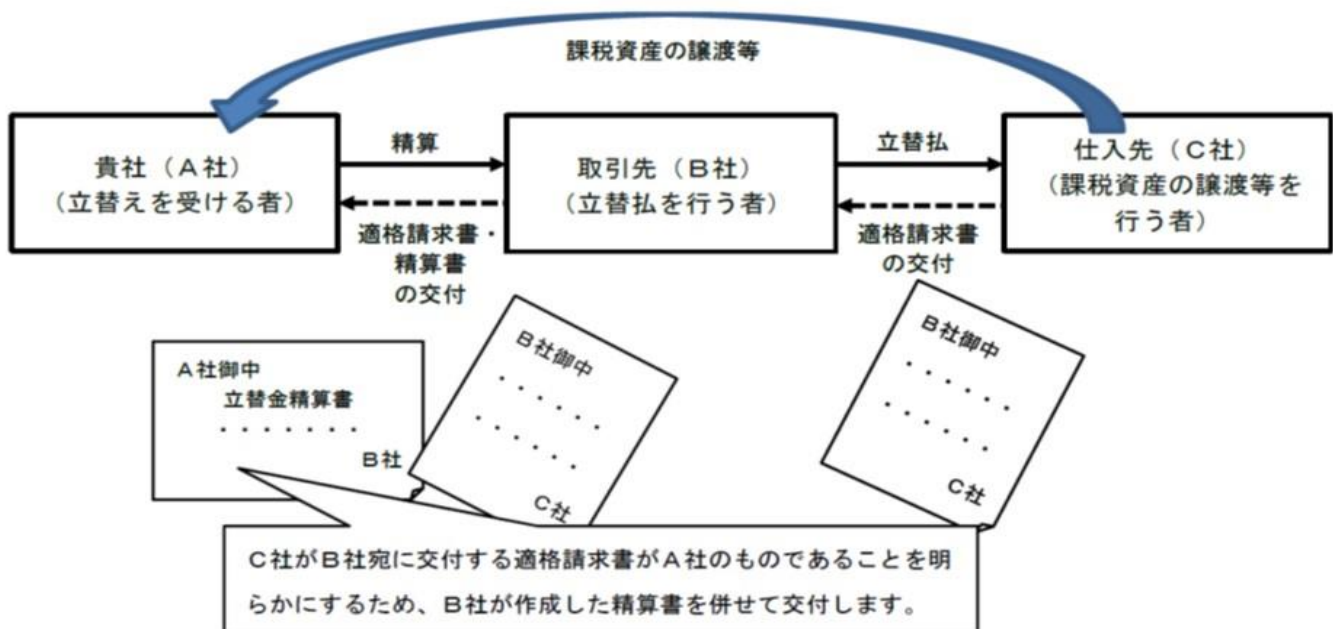 課税資産の譲渡等
貴社（Ａ社）
（立替えを受ける者）
精算
適格請求書・
精算書
の交付
取引先（Ｂ社）
（立替払を行う者）
立替払
適格請求書
の交付
仕入先（Ｃ社）
（課税資産の譲渡等を
行う者）
Ａ社御中
立替金精算書
・・・・・・・
Ｂ社
Ｂ社御中
・・・・・・
・・・・・・
Ｃ社
Ｂ社御中
・・・・・・
・・・・・・
Ｃ社
Ｃ社がＢ社宛に交付する適格請求書がＡ社のものであることを明
らかにするため、Ｂ社が作成した精算書を併せて交付します。